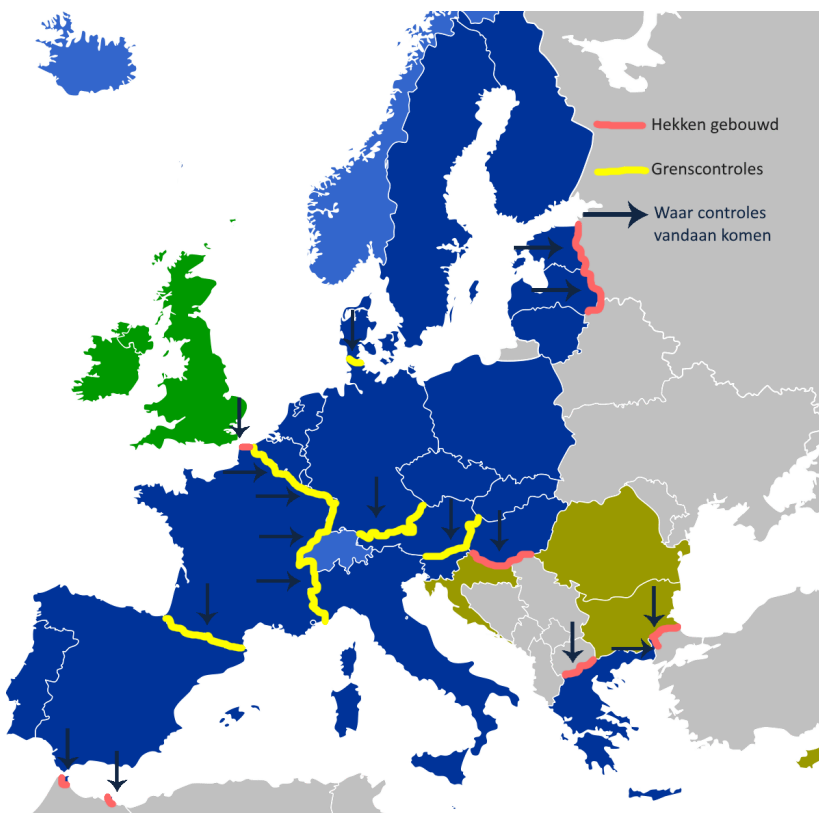 Hekken gebouwd
Grenscontroles
Waar controles
vandaan komen